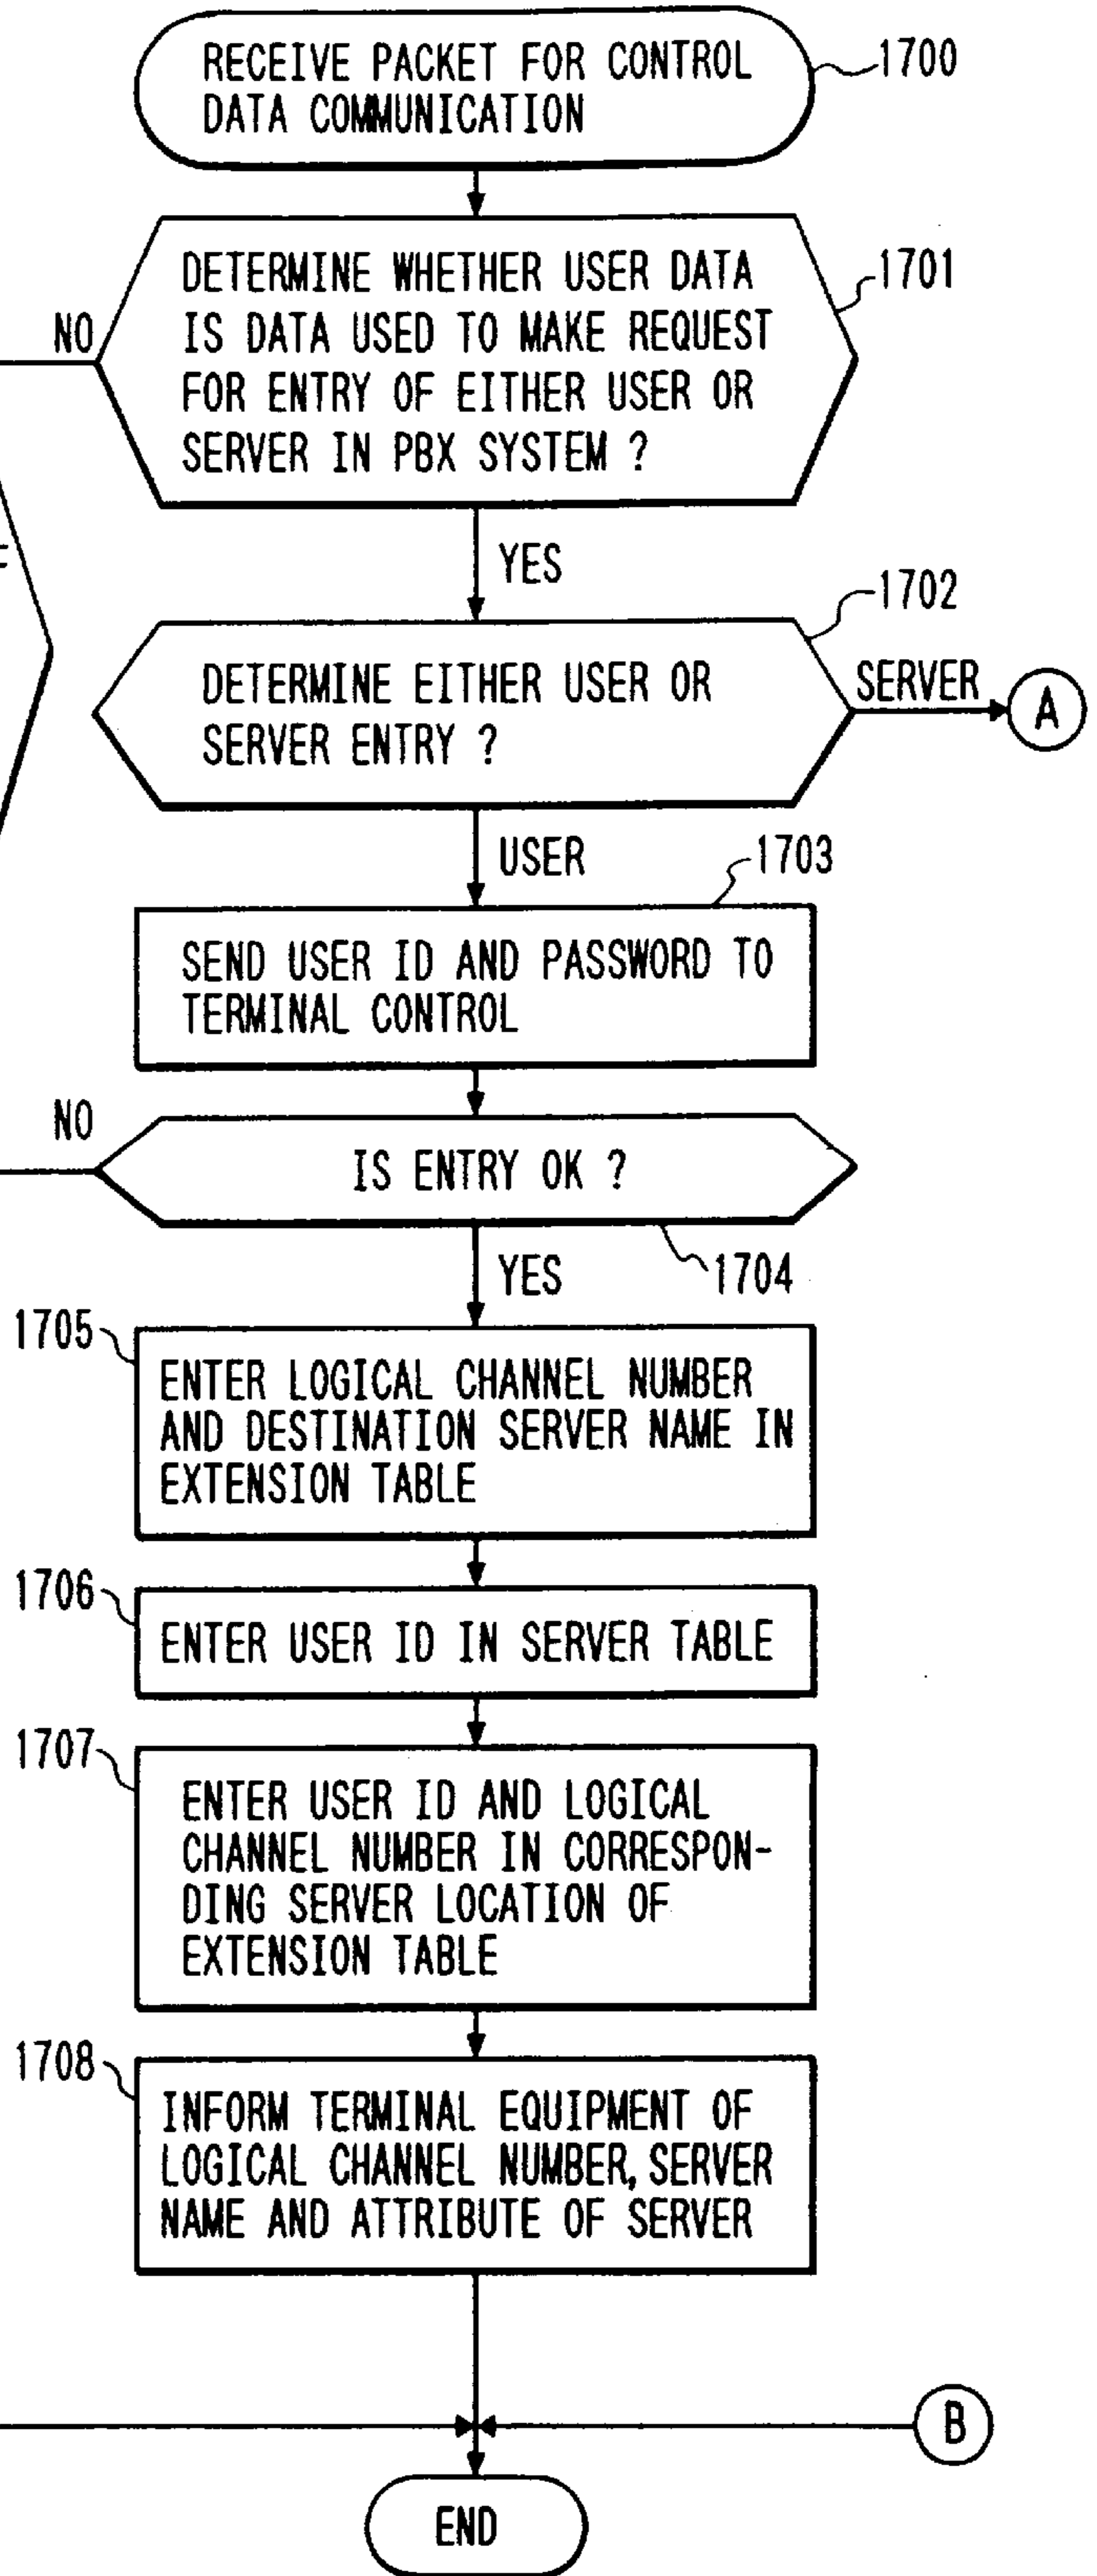 RECEIVE PACKET FOR CONTROL
DATA COMMUNICATION
1700
DETERMINE WHETHER USER DATA
IS DATA USED TO MAKE REQUEST
FOR ENTRY OF EITHER USER OR
SERVER IN PBX SYSTEM ?
1701
NO
YES
1702
DETERMINE EITHER USER OR
SERVER ENTRY ?
SERVER
A
USER
1703
SEND USER ID AND PASSWORD TO
TERMINAL CONTROL
NO
IS ENTRY OK ?
YES
1704
1705
ENTER LOGICAL CHANNEL NUMBER
AND DESTINATION SERVER NAME IN
EXTENSION TABLE
1706
ENTER USER ID IN SERVER TABLE
1707
ENTER USER ID AND LOGICAL
CHANNEL NUMBER IN CORRESPON-
DING SERVER LOCATION OF
EXTENSION TABLE
1708
INFORM TERMINAL EQUIPMENT OF
LOGICAL CHANNEL NUMBER, SERVER
NAME AND ATTRIBUTE OF SERVER
B
END